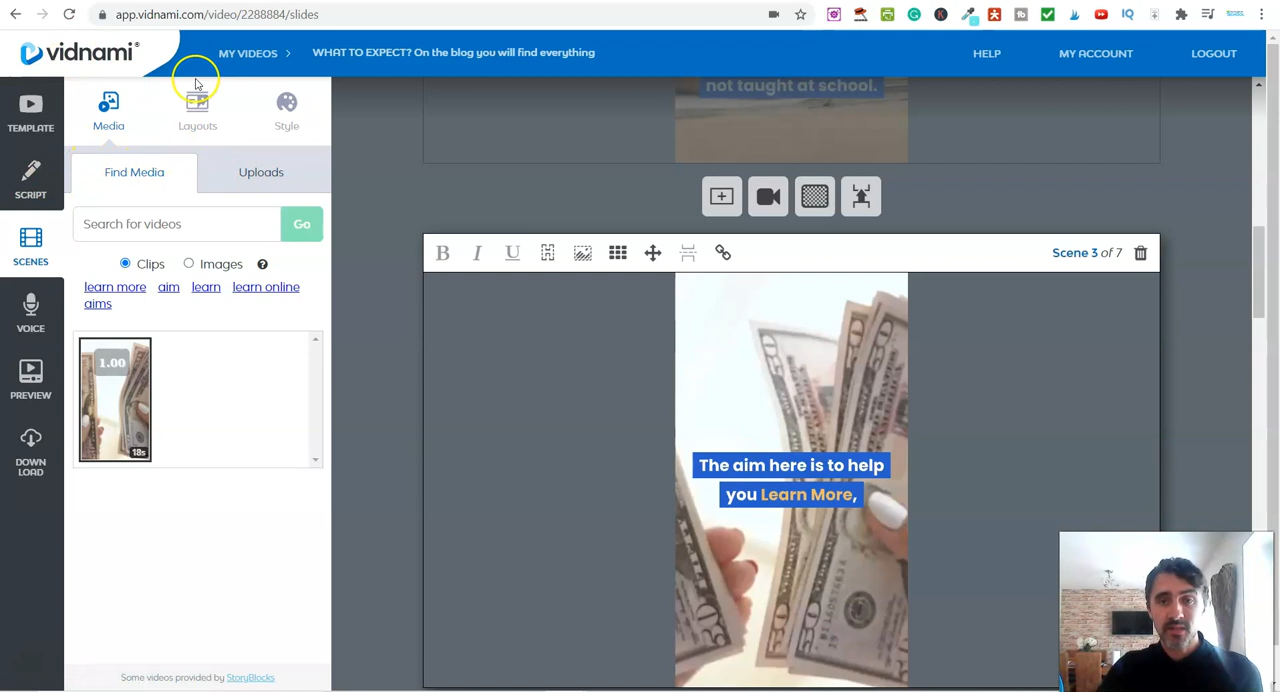 app.vidnami.com/video/2288884/slides
vidnami®
MY VIDEOS
WHAT TO EXPECT? On the blog you will find everything
HELP
MY ACCOUNT
LOGOUT
TEMPLATE
SCRIPT
SCENES
VOICE
PREVIEW
DOWN
LOAD
Media
Layouts
Style
Find Media
Uploads
Search for videos
Go
Clips
Images
learn more
aim
learn
learn online
aims
1.00
18s
Some videos provided by StoryBlocks
not taught at school.
B I U
Scene 3 of 7
The aim here is to help
you Learn More,